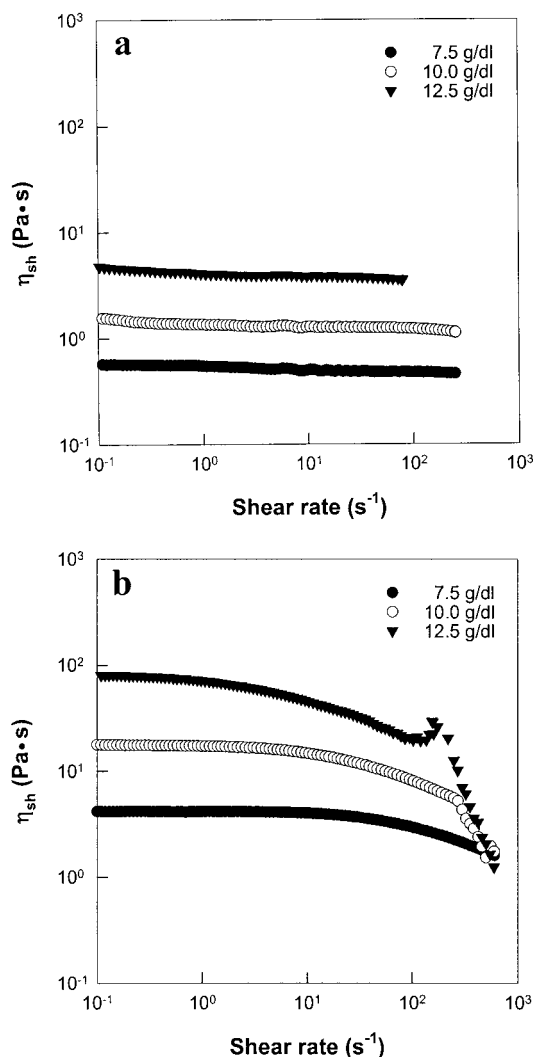 a
7.5 g/dl
10.0 g/dl
12.5 g/dl
10³
10²
10¹
10⁰
10⁻¹
ηsh (Pa•s)
10⁻¹ 10⁰ 10¹ 10² 10³
Shear rate (s⁻¹)
b
7.5 g/dl
10.0 g/dl
12.5 g/dl
10³
10²
10¹
10⁰
10⁻¹
ηsh (Pa•s)
10⁻¹ 10⁰ 10¹ 10² 10³
Shear rate (s⁻¹)